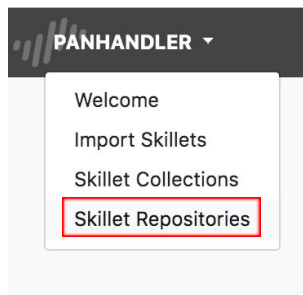 PANHANDLER
Welcome
Import Skillets
Skillet Collections
Skillet Repositories